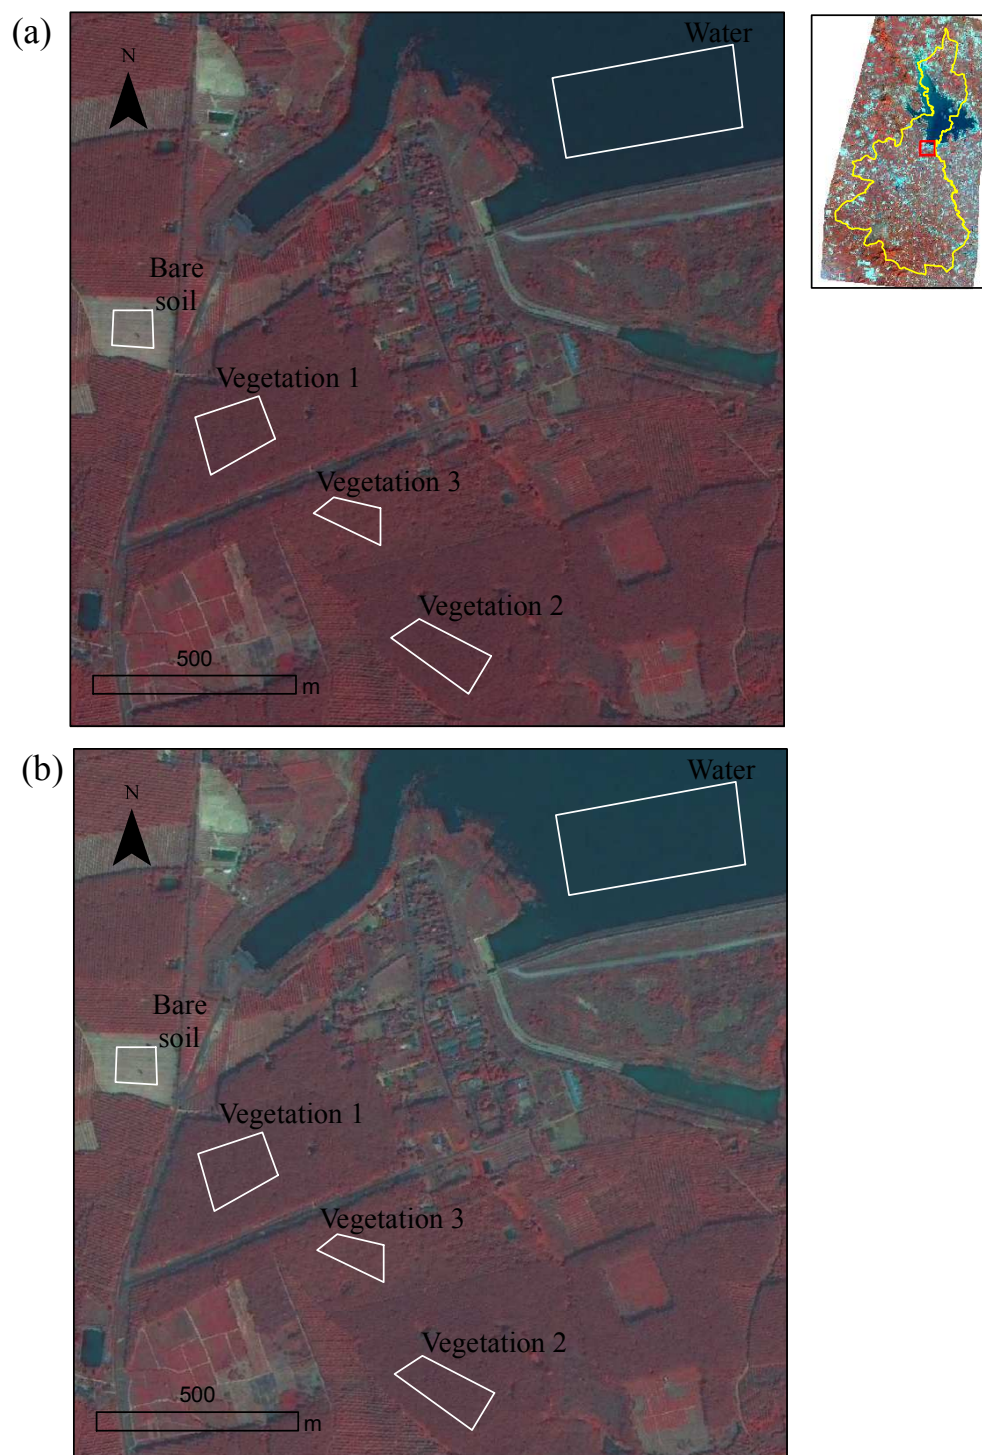 (a)
Water
N
Bare
soil
Vegetation 1
Vegetation 3
Vegetation 2
500
m
(b)
Water
N
Bare
soil
Vegetation 1
Vegetation 3
Vegetation 2
500
m